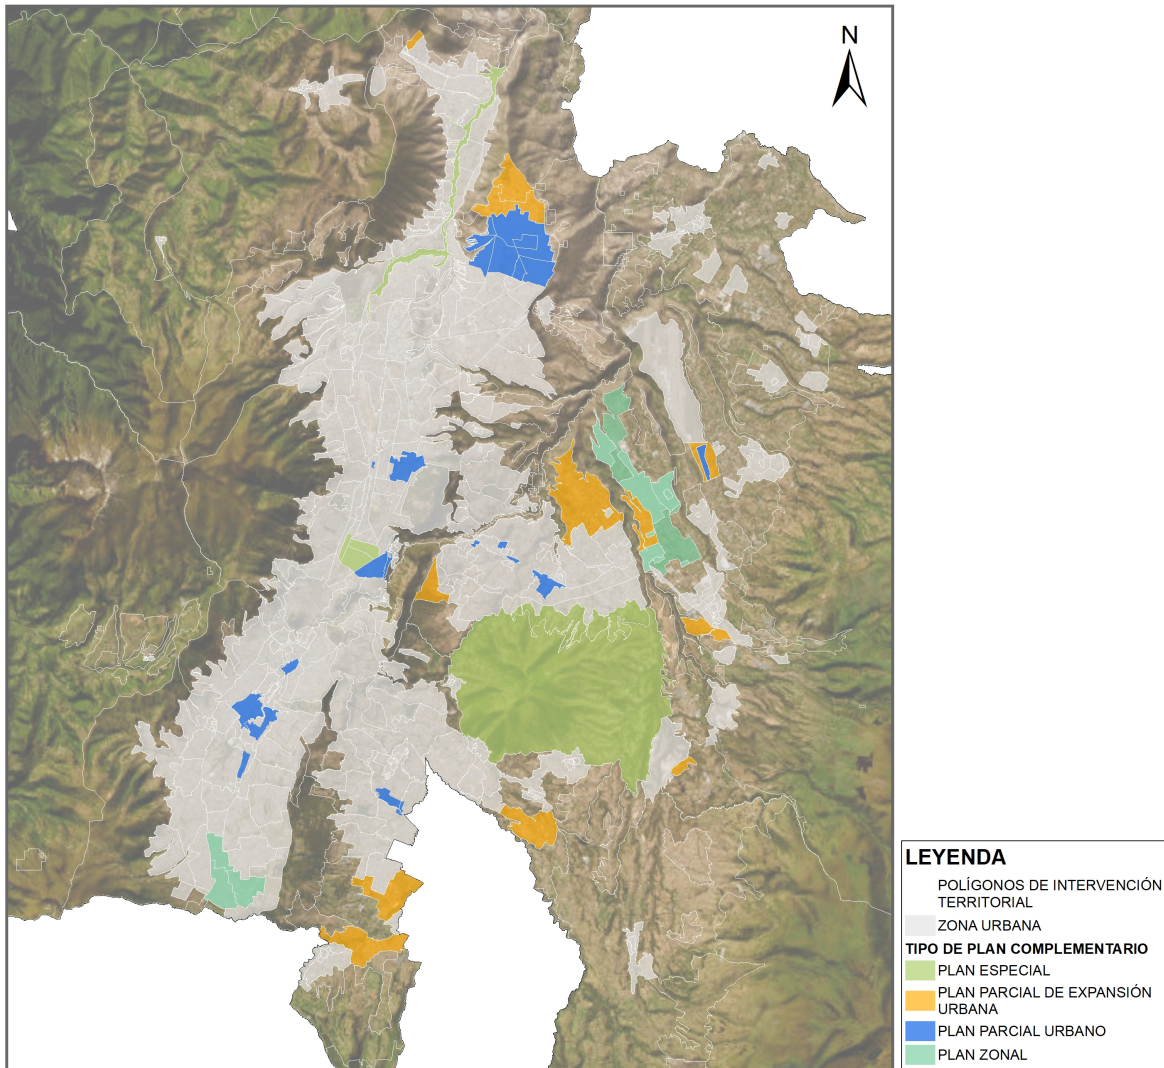 N
LEYENDA
POLÍGONOS DE INTERVENCIÓN
TERRITORIAL
ZONA URBANA
TIPO DE PLAN COMPLEMENTARIO
PLAN ESPECIAL
PLAN PARCIAL DE EXPANSIÓN
URBANA
PLAN PARCIAL URBANO
PLAN ZONAL